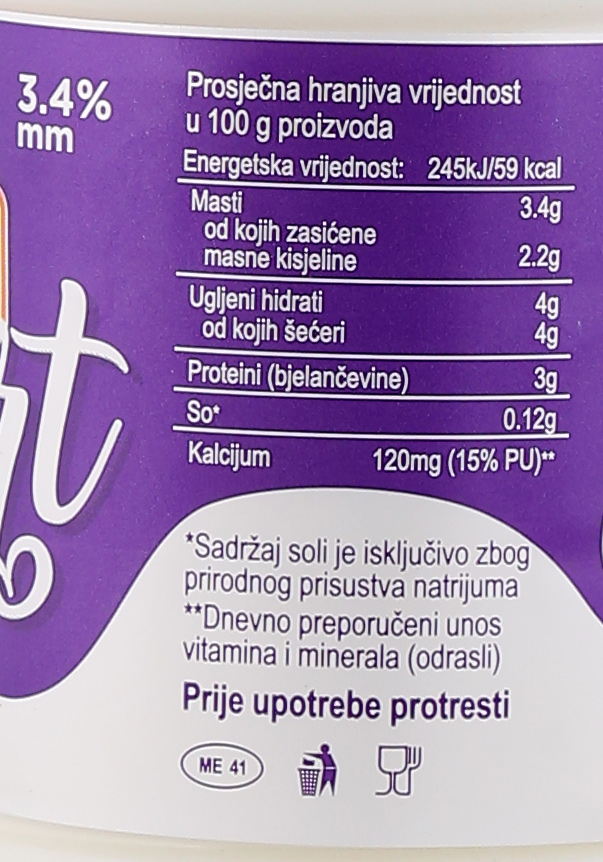 3.4%
mm
Prosječna hranjiva vrijednost
u 100 g proizvoda
Energetska vrijednost: 245kJ/59 kcal
Masti 3.4g
od kojih zasićene
masne kisjeline 2.2g
Ugljeni hidrati 4g
od kojih šećeri 4g
Proteini (bjelančevine) 3g
So* 0.12g
Kalcijum 120mg (15% PU)**
*Sadržaj soli je isključivo zbog
prirodnog prisustva natrijuma
**Dnevno preporučeni unos
vitamina i minerala (odrasli)
Prije upotrebe protresti
ME 41